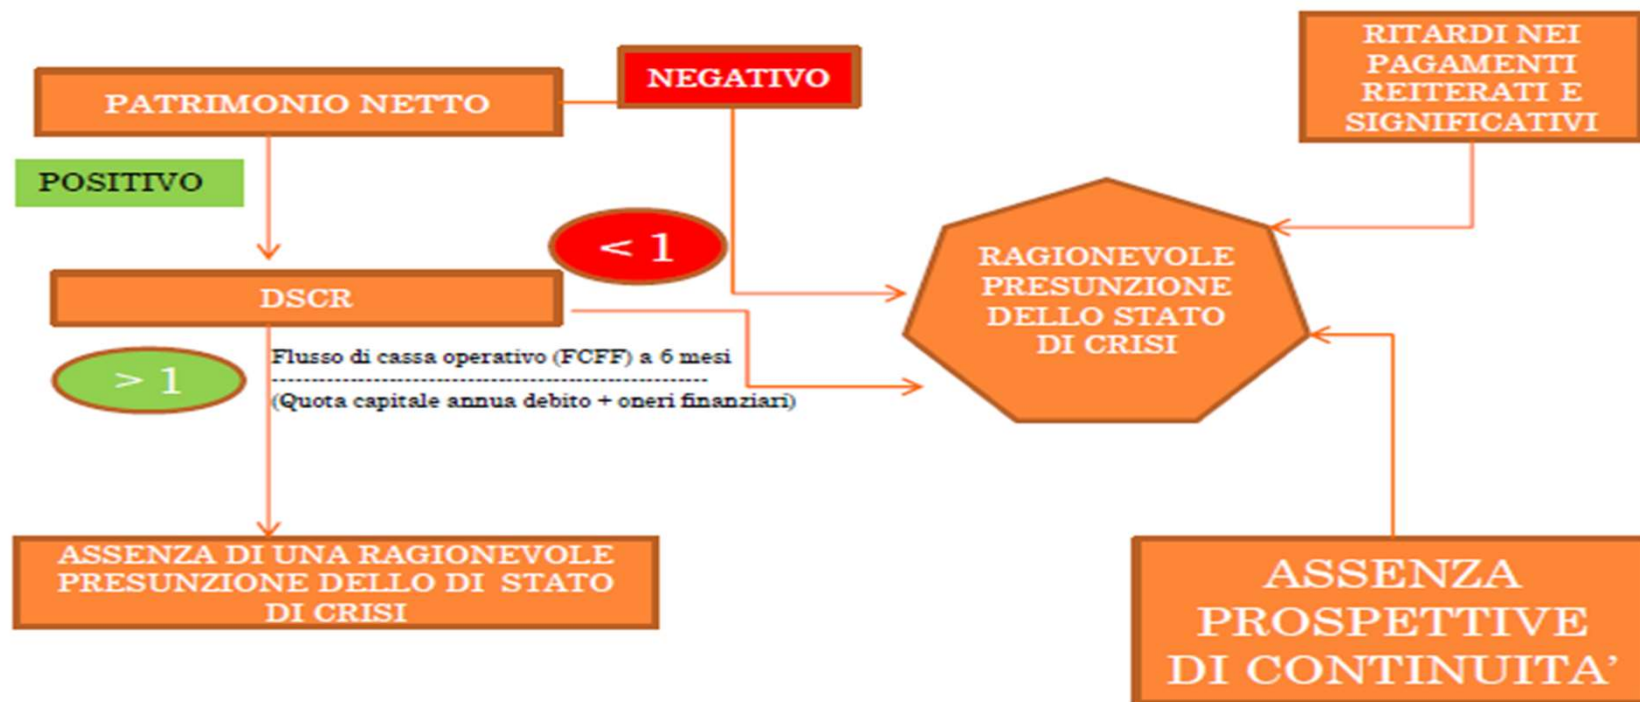 PATRIMONIO NETTO
NEGATIVO
RITARDI NEI
PAGAMENTI
REITERATI E
SIGNIFICATIVI
POSITIVO
< 1
DSCR
RAGIONEVOLE
PRESUNZIONE
DELLO STATO
DI CRISI
> 1
Flusso di cassa operativo (FCFF) a 6 mesi
------------------------------------------------------
(Quota capitale annua debito + oneri finanziari)
ASSENZA DI UNA RAGIONEVOLE
PRESUNZIONE DELLO DI STATO
DI CRISI
ASSENZA
PROSPETTIVE
DI CONTINUITA’